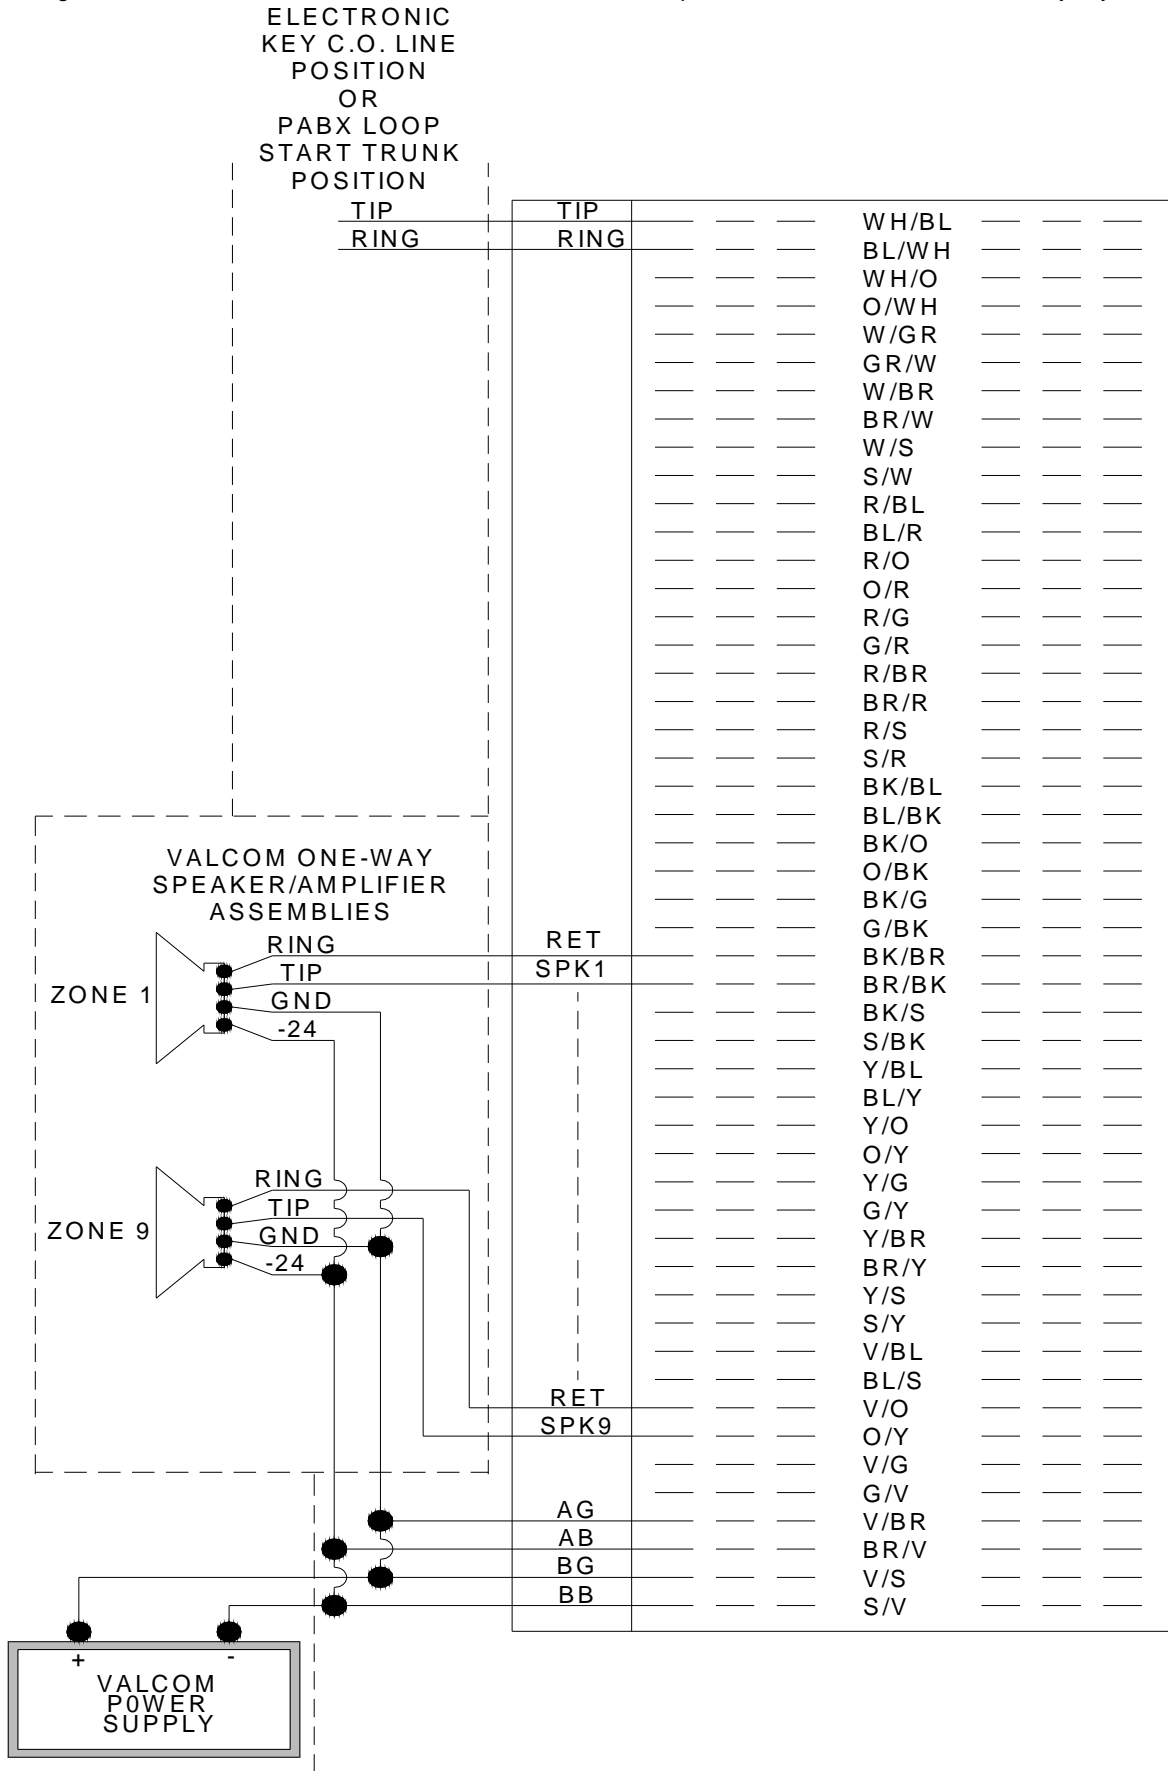 ELECTRONIC
KEY C.O. LINE
POSITION
OR
PABX LOOP
START TRUNK
POSITION
TIP TIP WH/BL
RING RING BL/WH
WH/O
O/WH
W/GR
GR/W
W/BR
BR/W
W/S
S/W
R/BL
BL/R
R/O
O/R
R/G
G/R
R/BR
BR/R
R/S
S/R
BK/BL
BL/BK
BK/O
O/BK
BK/G
G/BK
BK/BR
BR/BK
BK/S
S/BK
Y/BL
BL/Y
Y/O
O/Y
Y/G
G/Y
Y/BR
BR/Y
Y/S
S/Y
V/BL
BL/S
V/O
O/Y
V/G
G/V
V/BR
BR/V
V/S
S/V
VALCOM ONE-WAY
SPEAKER/AMPLIFIER
ASSEMBLIES
ZONE 1
RING
TIP
GND
-24
RET
SPK1
ZONE 9
RING
TIP
GND
-24
RET
SPK9
AG
AB
BG
BB
+ -
VALCOM
P0WER
SUPPLY